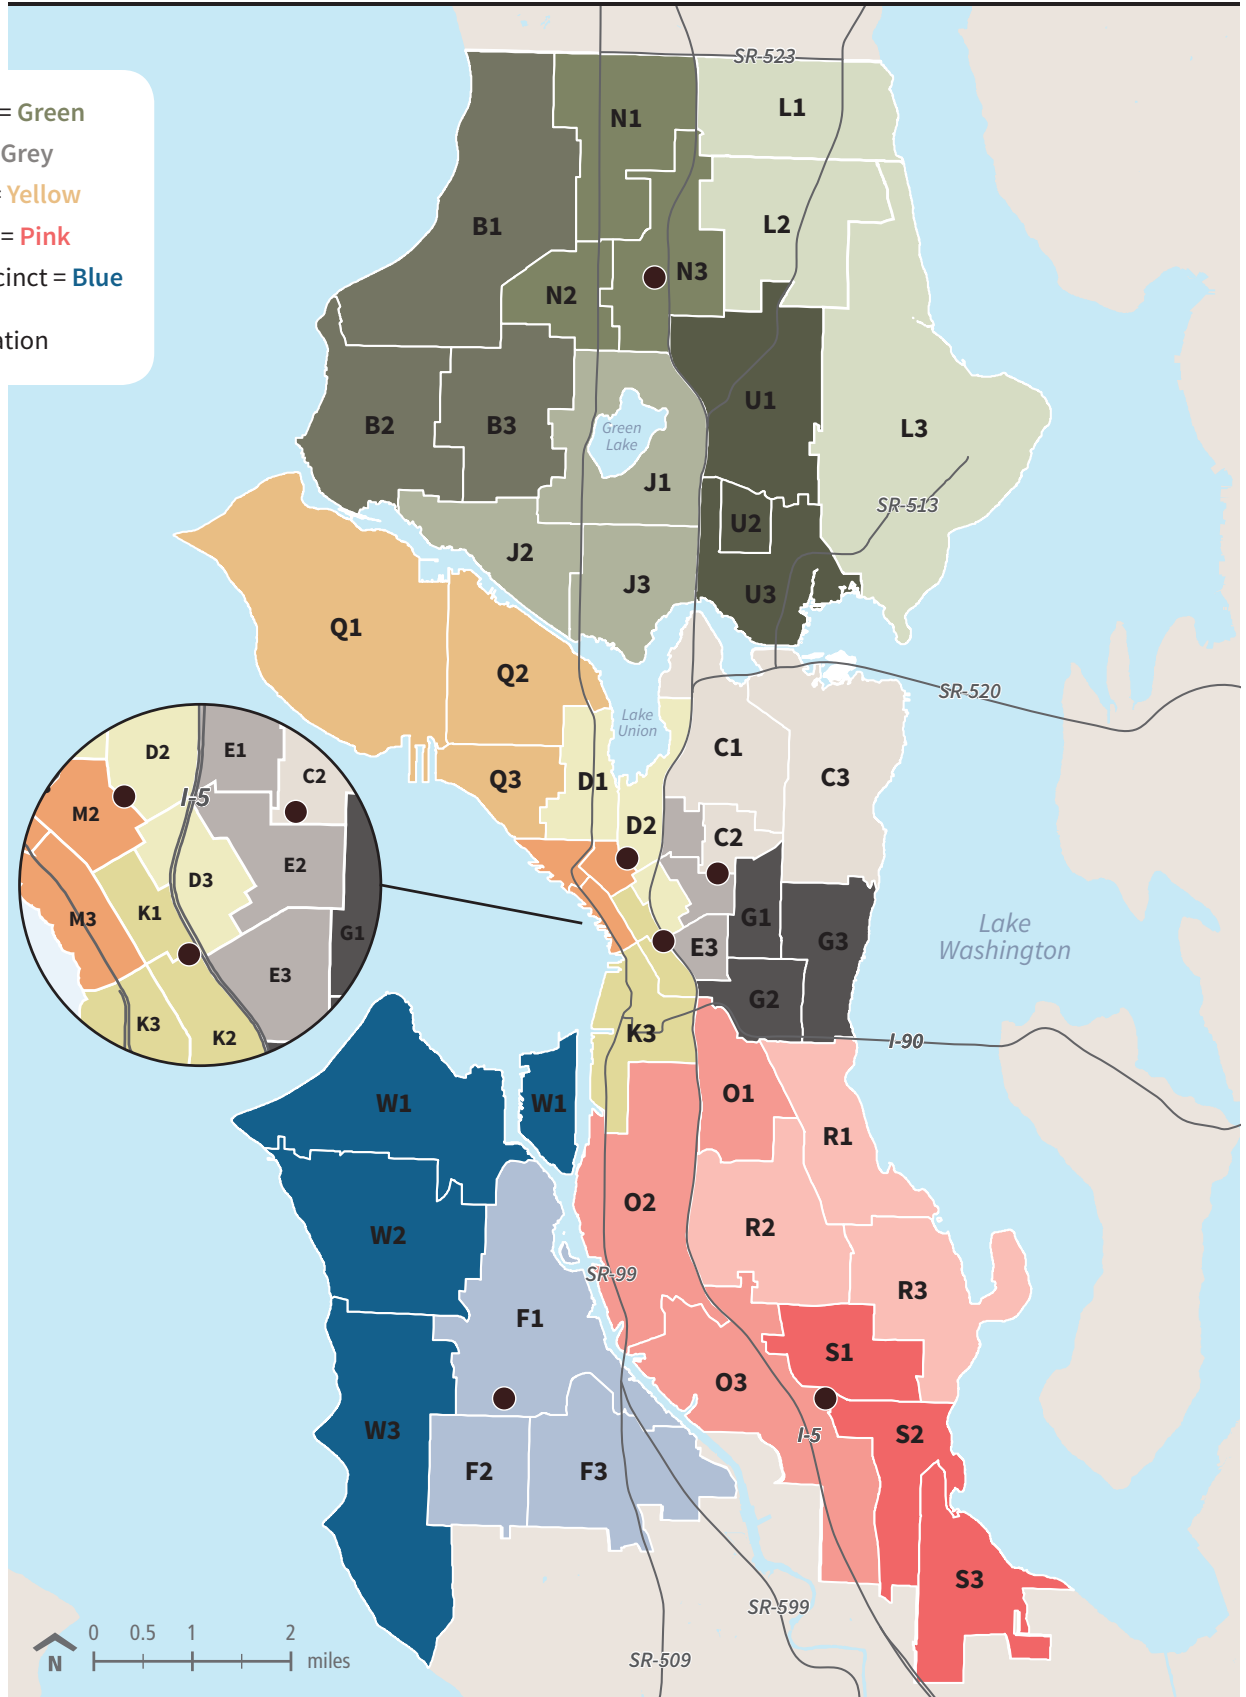 = Green
Grey
= Yellow
= Pink
cinct = Blue
ation
SR-523
L1
N1
B1
L2
N3
N2
U1
B2
B3
L3
Green
Lake
J1
SR-513
U2
J2
J3
U3
Q1
Q2
SR-520
Lake
Union
C1
C3
Q3
D1
D2
C2
G1
G3
E3
Lake
Washington
G2
K3
I-90
D2
E1
C2
I-5
M2
E2
D3
K1
M3
G1
E3
K3
K2
W1
W1
O1
R1
O2
R2
W2
SR-99
R3
F1
S1
O3
W3
I-5
S2
F2
F3
S3
SR-599
SR-509
0 0.5 1 2
miles
N